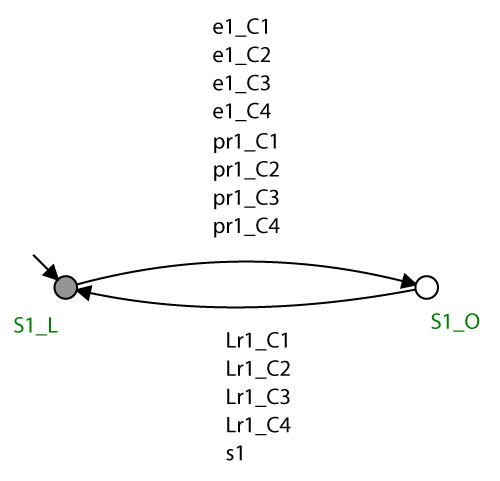 e1_C1
e1_C2
e1_C3
e1_C4
pr1_C1
pr1_C2
pr1_C3
pr1_C4
S1_L
S1_O
Lr1_C1
Lr1_C2
Lr1_C3
Lr1_C4
s1